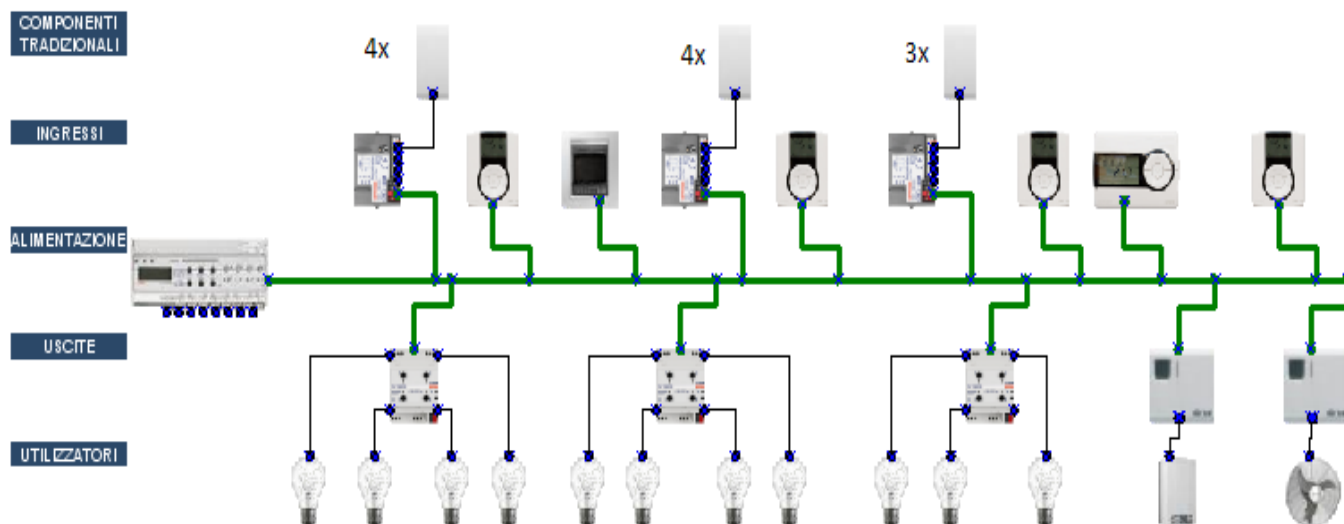 COMPONENTI
TRADIZIONALI
4x
4x
3x
INGRESSI
ALIMENTAZIONE
USCITE
UTILIZZATORI